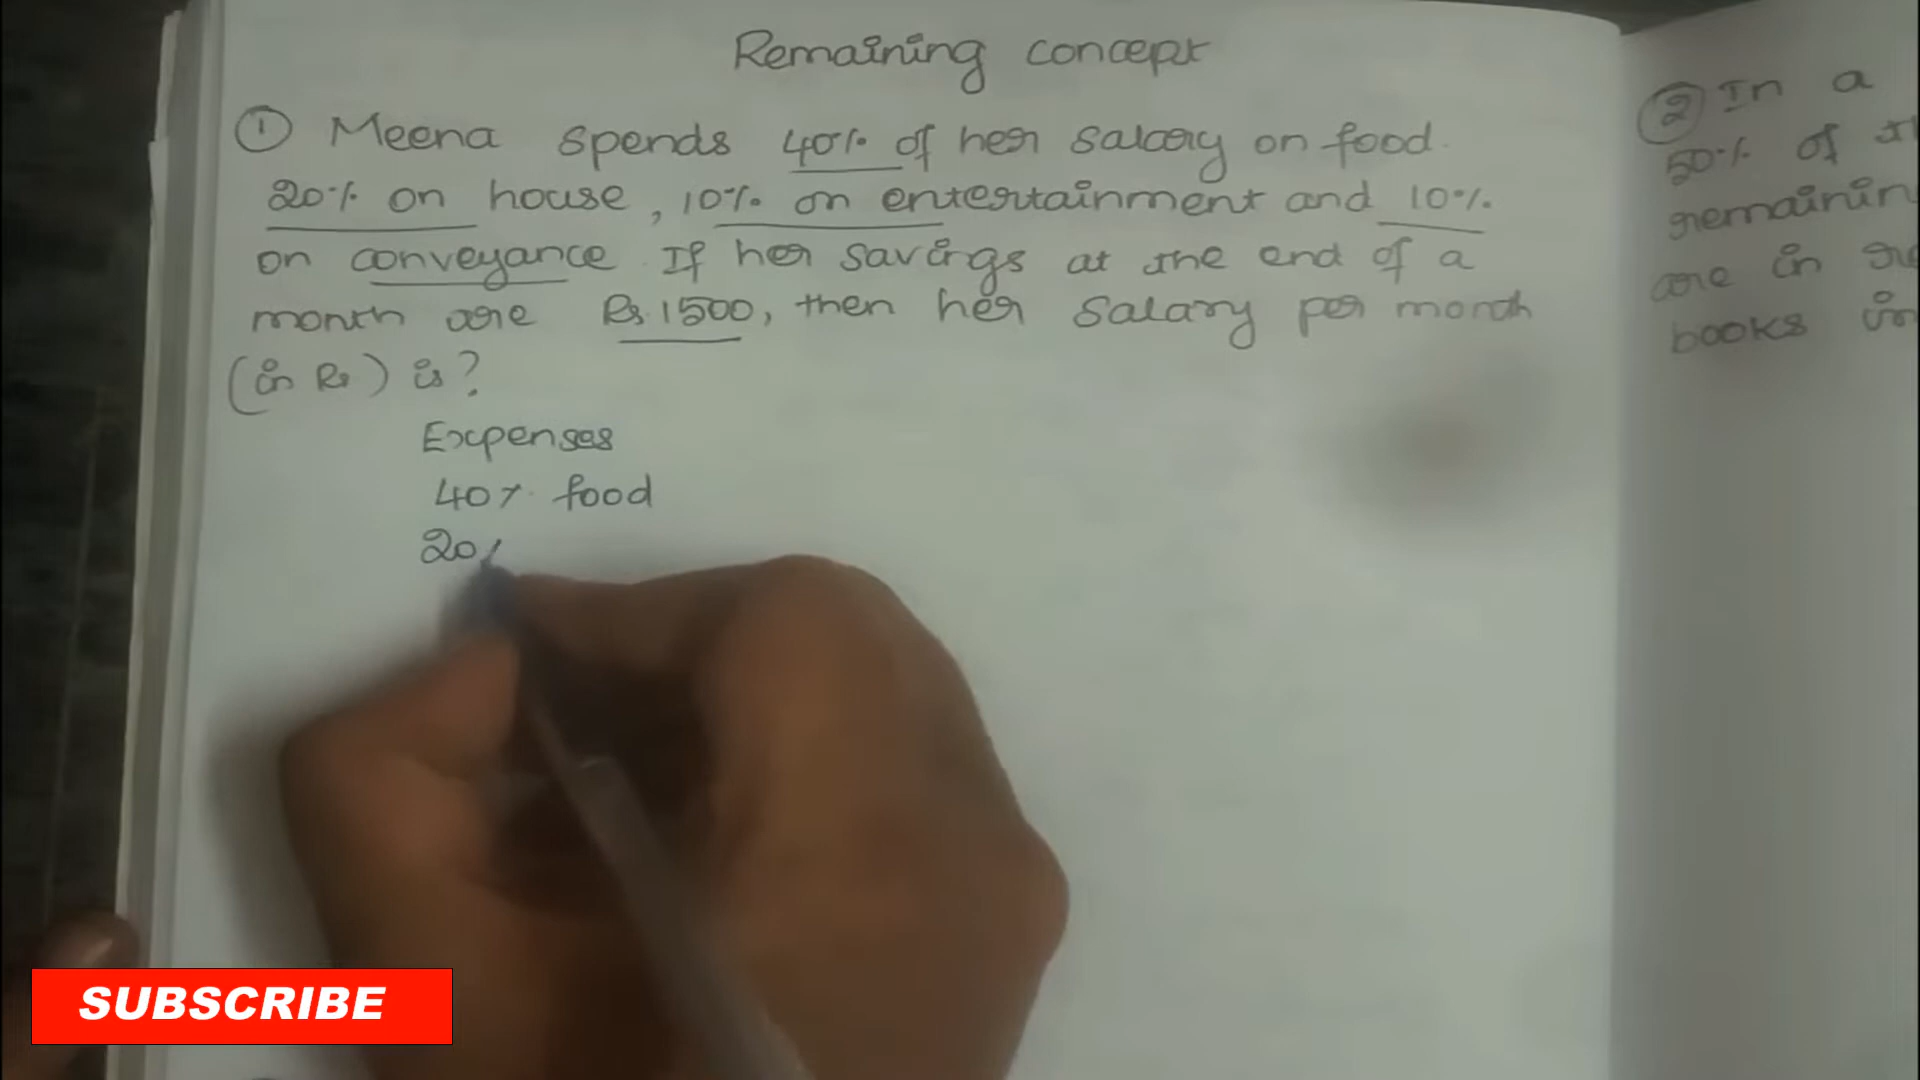 Remaining concept
① Meena spends 40% of her salary on food.
20% on house, 10% on entertainment and 10%
on conveyance. If her savings at the end of a
month are Rs.1500, then her salary per month
(in Rs) is?
Expenses
40% food
20%
② In a
50% of
are in
books in
SUBSCRIBE